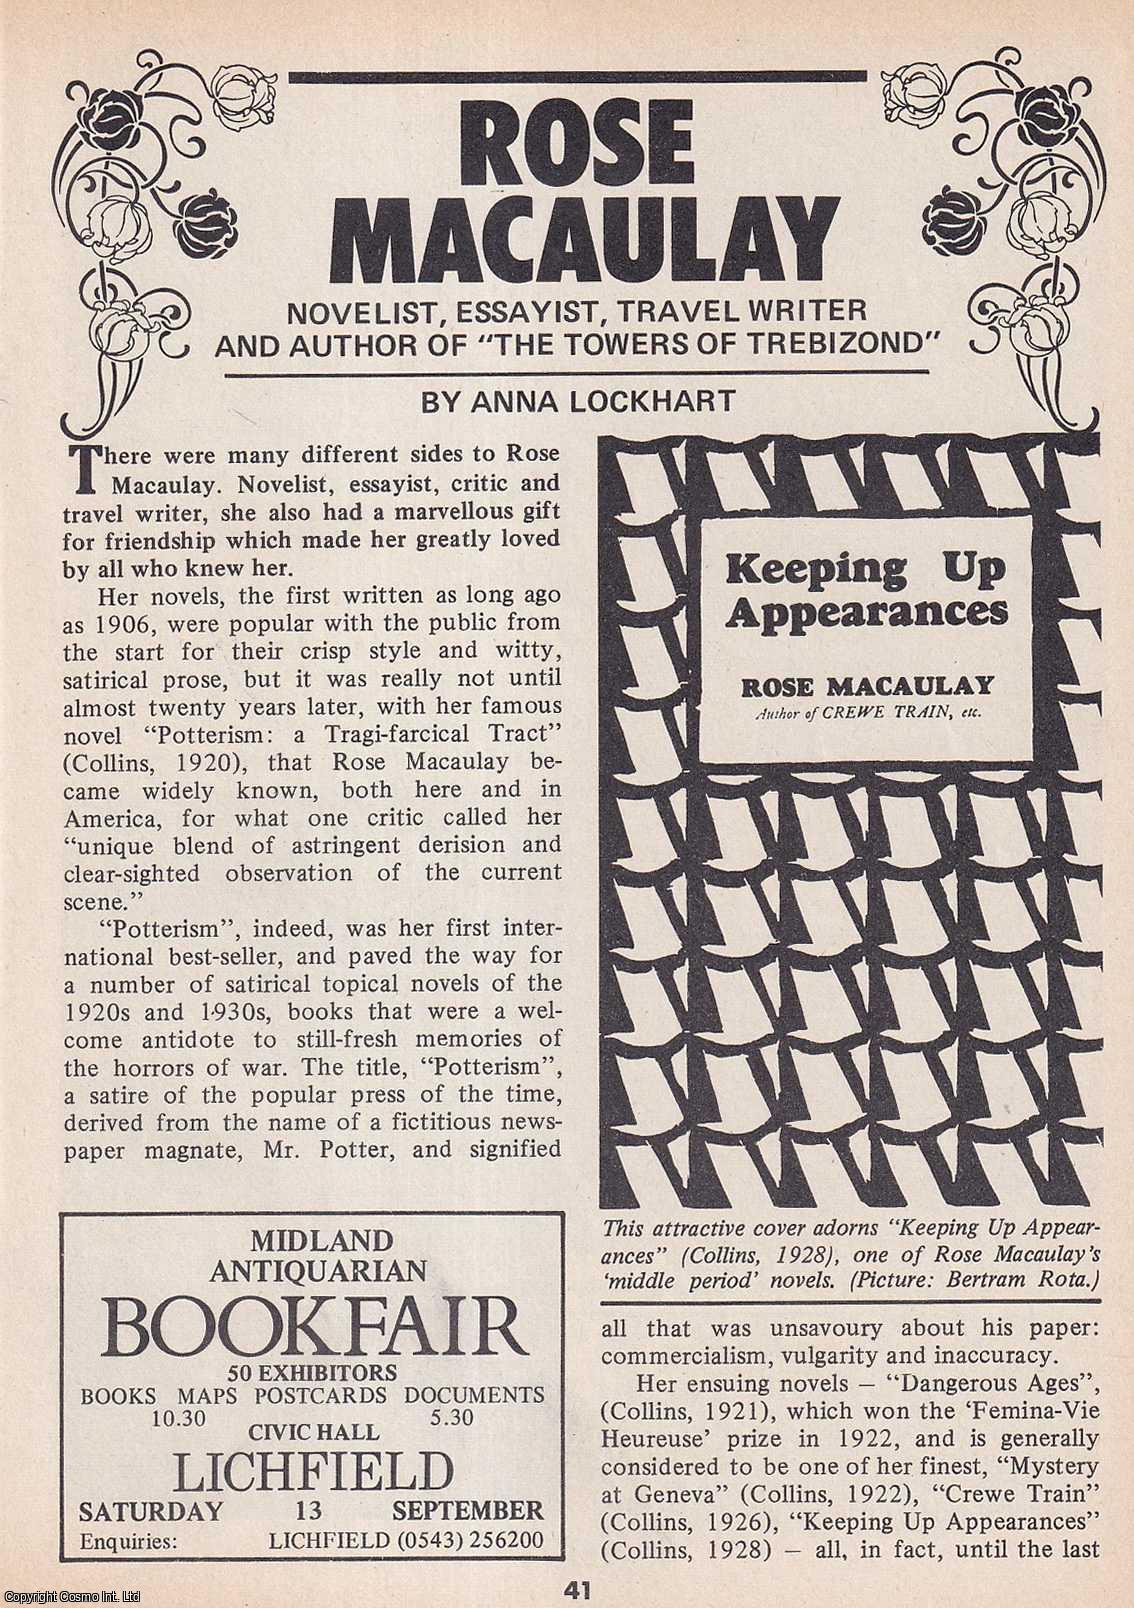 ROSE
MACAULAY
NOVELIST, ESSAYIST, TRAVEL WRITER
AND AUTHOR OF "THE TOWERS OF TREBIZOND"
BY ANNA LOCKHART
There were many different sides to Rose
Macaulay. Novelist, essayist, critic and
travel writer, she also had a marvellous gift
for friendship which made her greatly loved
by all who knew her.
Her novels, the first written as long ago
as 1906, were popular with the public from
the start for their crisp style and witty,
satirical prose, but it was really not until
almost twenty years later, with her famous
novel "Potterism: a Tragi-farcical Tract"
(Collins, 1920), that Rose Macaulay be-
came widely known, both here and in
America, for what one critic called her
"unique blend of astringent derision and
clear-sighted observation of the current
scene."
"Potterism", indeed, was her first inter-
national best-seller, and paved the way for
a number of satirical topical novels of the
1920s and 1930s, books that were a wel-
come antidote to still-fresh memories of
the horrors of war. The title, "Potterism",
a satire of the popular press of the time,
derived from the name of a fictitious news-
paper magnate, Mr. Potter, and signified
MIDLAND
ANTIQUARIAN
BOOKFAIR
50 EXHIBITORS
BOOKS MAPS POSTCARDS DOCUMENTS
10.30 5.30
CIVIC HALL
LICHFIELD
SATURDAY 13 SEPTEMBER
Enquiries: LICHFIELD (0543) 256200
Keeping Up
Appearances
ROSE MACAULAY
Author of CREWE TRAIN, etc.
This attractive cover adorns "Keeping Up Appear-
ances" (Collins, 1928), one of Rose Macaulay's
'middle period' novels. (Picture: Bertram Rota.)
all that was unsavoury about his paper:
commercialism, vulgarity and inaccuracy.
Her ensuing novels – "Dangerous Ages",
(Collins, 1921), which won the 'Femina-Vie
Heureuse' prize in 1922, and is generally
considered to be one of her finest, "Mystery
at Geneva" (Collins, 1922), "Crewe Train"
(Collins, 1926), "Keeping Up Appearances"
(Collins, 1928) – all, in fact, until the last
41
Copyright Cosmo Int. Ltd